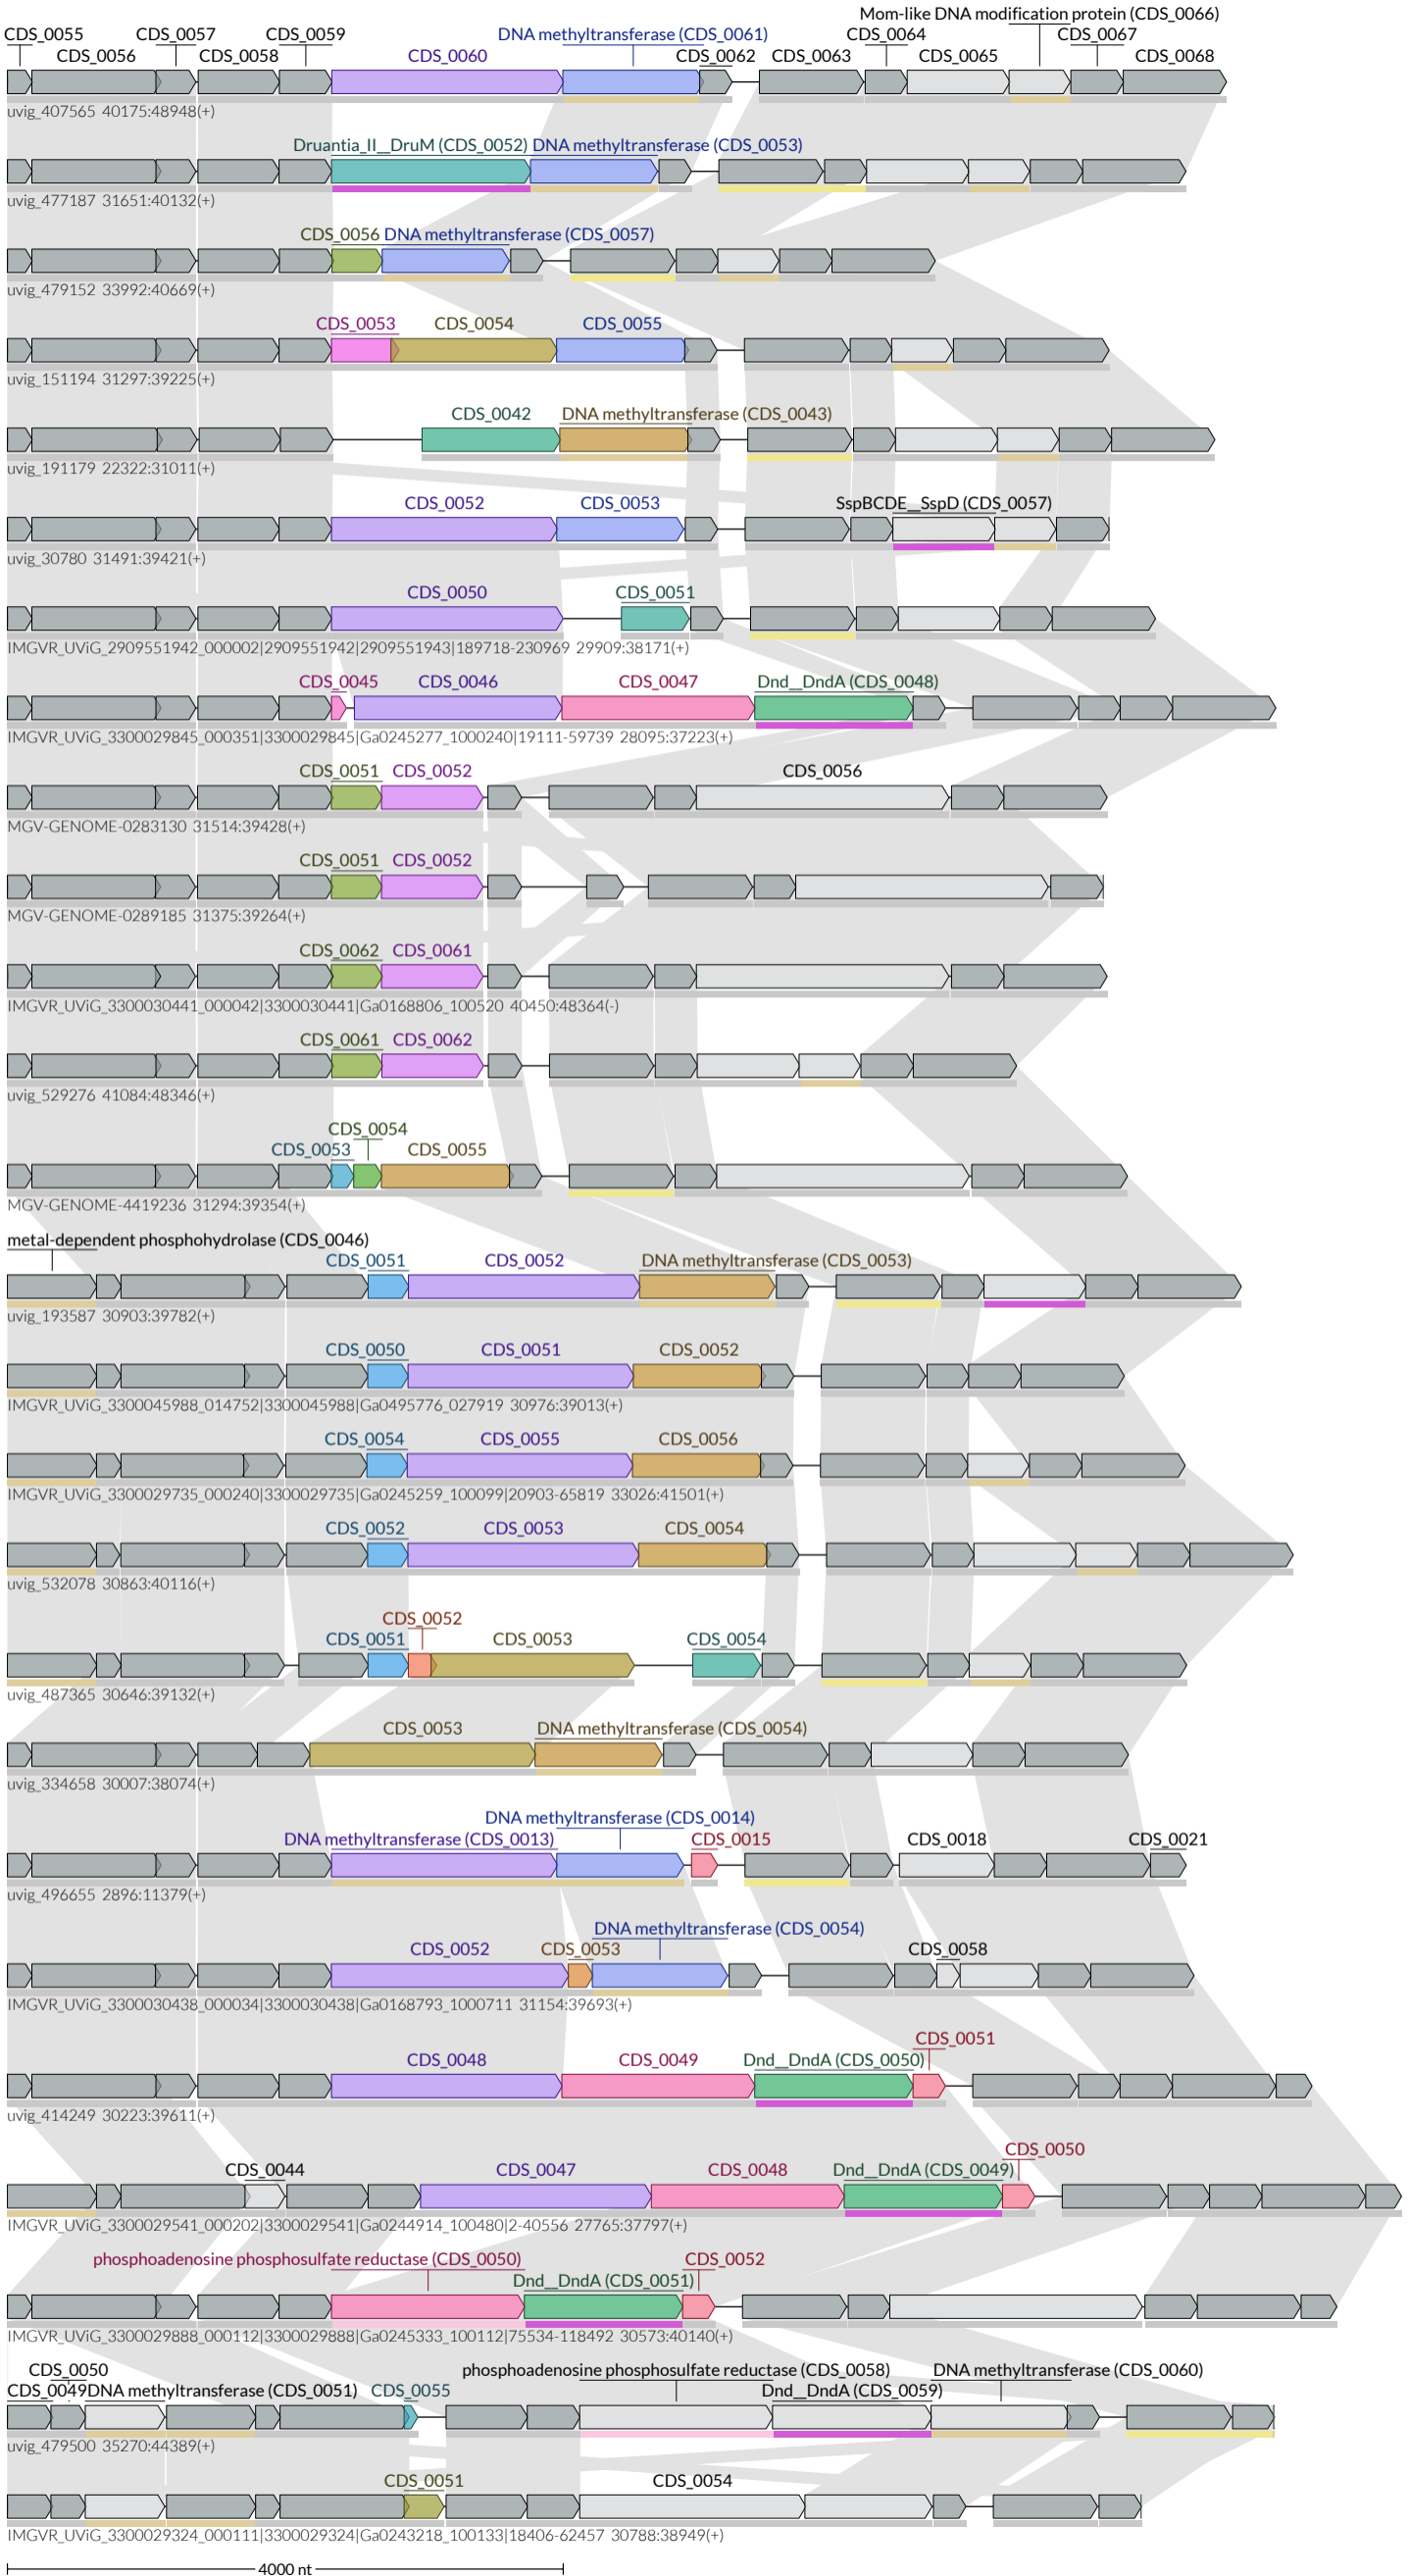 Mom-like DNA modification protein (CDS_0066)
CDS_0055 CDS_0057 CDS_0059 DNA methyltransferase (CDS_0061) CDS_0064 CDS_0067
CDS_0056 CDS_0058 CDS_0060 CDS_0062 CDS_0063 CDS_0065 CDS_0068
uvig_407565 40175:48948(+)
Druantia_II__DruM (CDS_0052) DNA methyltransferase (CDS_0053)
uvig_477187 31651:40132(+)
CDS_0056 DNA methyltransferase (CDS_0057)
uvig_479152 33992:40669(+)
CDS_0053 CDS_0054 CDS_0055
uvig_151194 31297:39225(+)
CDS_0042 DNA methyltransferase (CDS_0043)
uvig_191179 22322:31011(+)
CDS_0052 CDS_0053 SspBCDE__SspD (CDS_0057)
uvig_30780 31491:39421(+)
CDS_0050 CDS_0051
IMGVR_UViG_2909551942_000002|2909551942|2909551943|189718-230969 29909:38171(+)
CDS_0045 CDS_0046 CDS_0047 Dnd__DndA (CDS_0048)
IMGVR_UViG_3300029845_000351|3300029845|Ga0245277_1000240|19111-59739 28095:37223(+)
CDS_0051 CDS_0052 CDS_0056
MGV-GENOME-0283130 31514:39428(+)
CDS_0051 CDS_0052
MGV-GENOME-0289185 31375:39264(+)
CDS_0062 CDS_0061
IMGVR_UViG_3300030441_000042|3300030441|Ga0168806_100520 40450:48364(-)
CDS_0061 CDS_0062
uvig_529276 41084:48346(+)
CDS_0054
CDS_0053 CDS_0055
MGV-GENOME-4419236 31294:39354(+)
metal-dependent phosphohydrolase (CDS_0046)
CDS_0051 CDS_0052 DNA methyltransferase (CDS_0053)
uvig_193587 30903:39782(+)
CDS_0050 CDS_0051 CDS_0052
IMGVR_UViG_3300045988_014752|3300045988|Ga0495776_027919 30976:39013(+)
CDS_0054 CDS_0055 CDS_0056
IMGVR_UViG_3300029735_000240|3300029735|Ga0245259_100099|20903-65819 33026:41501(+)
CDS_0052 CDS_0053 CDS_0054
uvig_532078 30863:40116(+)
CDS_0052
CDS_0051 CDS_0053 CDS_0054
uvig_487365 30646:39132(+)
CDS_0053 DNA methyltransferase (CDS_0054)
uvig_334658 30007:38074(+)
DNA methyltransferase (CDS_0014)
DNA methyltransferase (CDS_0013) CDS_0015 CDS_0018 CDS_0021
uvig_496655 2896:11379(+)
DNA methyltransferase (CDS_0054)
CDS_0052 CDS_0053 CDS_0058
IMGVR_UViG_3300030438_000034|3300030438|Ga0168793_1000711 31154:39693(+)
CDS_0051
CDS_0048 CDS_0049 Dnd__DndA (CDS_0050)
uvig_414249 30223:39611(+)
CDS_0050
CDS_0044 CDS_0047 CDS_0048 Dnd__DndA (CDS_0049)
IMGVR_UViG_3300029541_000202|3300029541|Ga0244914_100480|2-40556 27765:37797(+)
phosphoadenosine phosphosulfate reductase (CDS_0050) CDS_0052
Dnd__DndA (CDS_0051)
IMGVR_UViG_3300029888_000112|3300029888|Ga0245333_100112|75534-118492 30573:40140(+)
CDS_0050 phosphoadenosine phosphosulfate reductase (CDS_0058) DNA methyltransferase (CDS_0060)
CDS_0049 DNA methyltransferase (CDS_0051) CDS_0055 Dnd__DndA (CDS_0059)
uvig_479500 35270:44389(+)
CDS_0051 CDS_0054
IMGVR_UViG_3300029324_000111|3300029324|Ga0243218_100133|18406-62457 30788:38949(+)
4000 nt